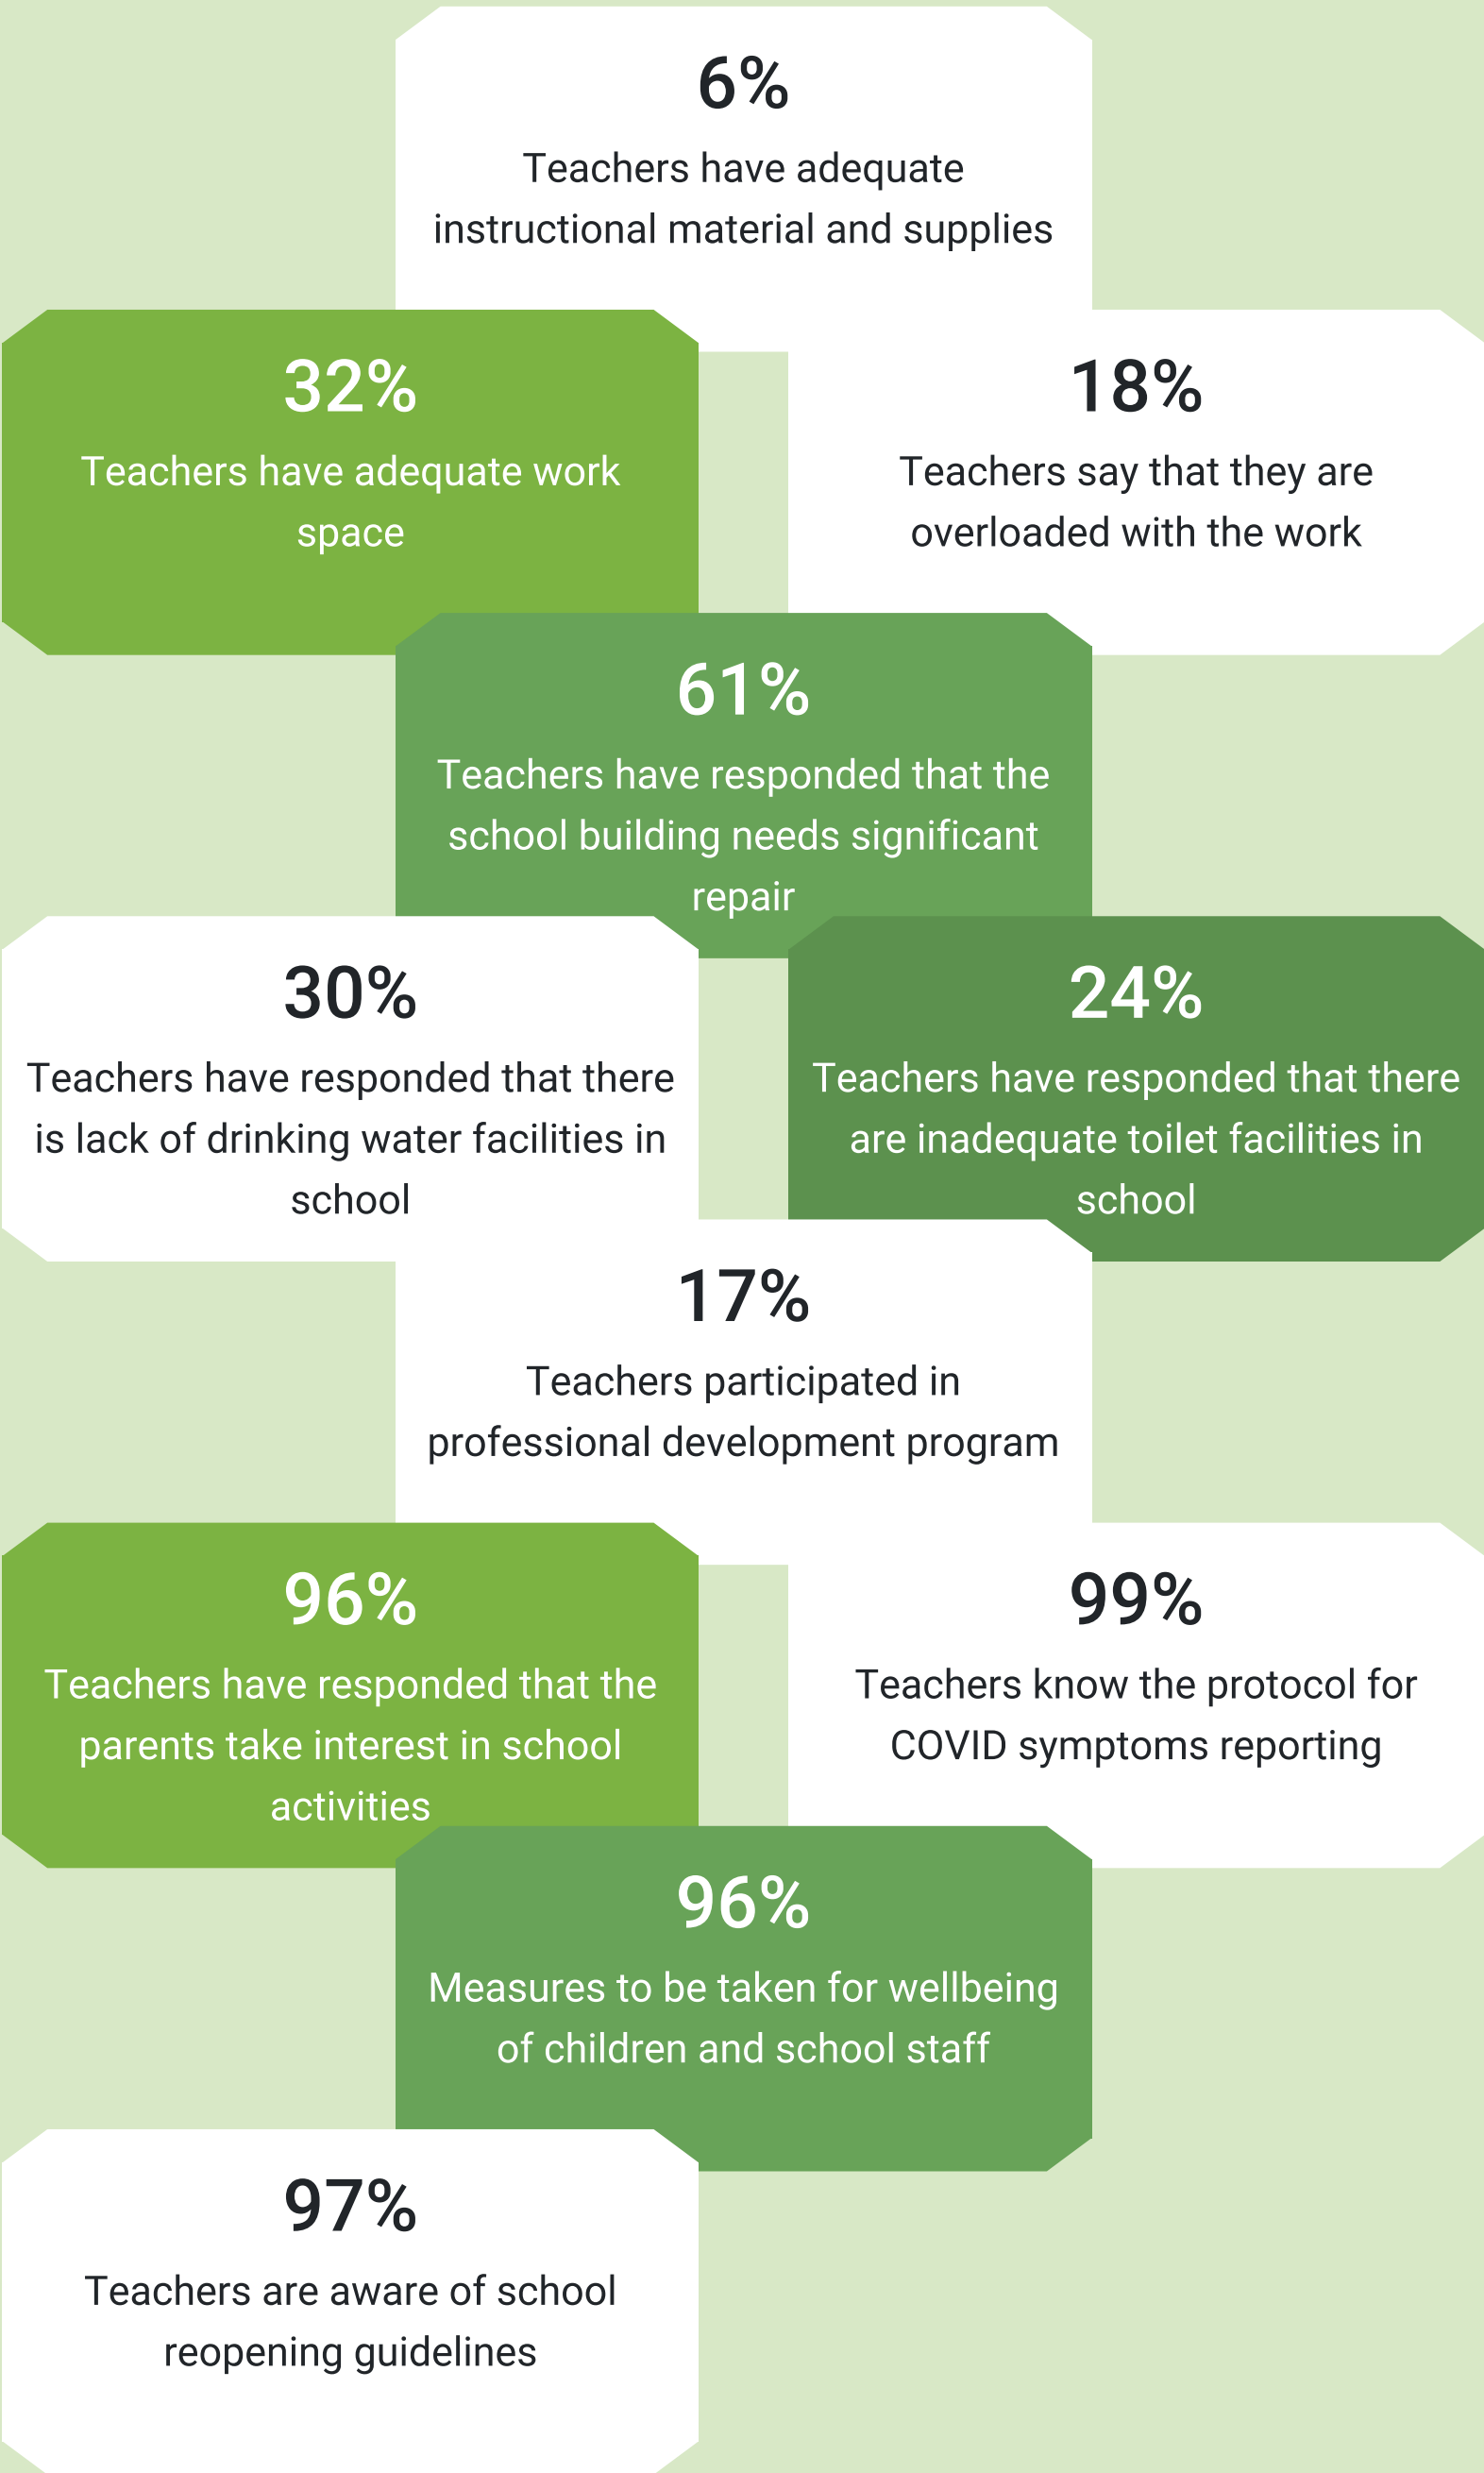 6%
Teachers have adequate
instructional material and supplies
32%
Teachers have adequate work
space
18%
Teachers say that they are
overloaded with the work
61%
Teachers have responded that the
school building needs significant
repair
30%
Teachers have responded that there
is lack of drinking water facilities in
school
24%
Teachers have responded that there
are inadequate toilet facilities in
school
17%
Teachers participated in
professional development program
96%
Teachers have responded that the
parents take interest in school
activities
99%
Teachers know the protocol for
COVID symptoms reporting
96%
Measures to be taken for wellbeing
of children and school staff
97%
Teachers are aware of school
reopening guidelines